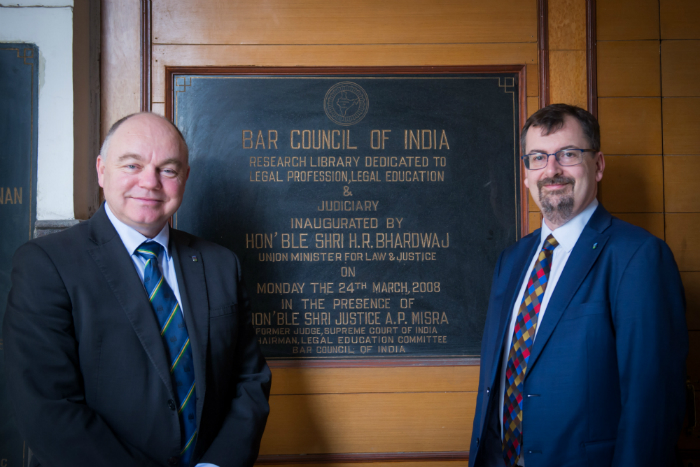 BAR COUNCIL OF INDIA
RESEARCH LIBRARY DEDICATED TO
LEGAL PROFESSION,LEGAL EDUCATION
&
JUDICIARY
INAUGURATED BY
HON'BLE SHRI H.R.BHARDWAJ
UNION MINISTER FOR LAW & JUSTICE
ON
MONDAY THE 24TH MARCH, 2008
IN THE PRESENCE OF
HON'BLE SHRI JUSTICE A.P. MISRA
FORMER JUDGE, SUPREME COURT OF INDIA
CHAIRMAN, LEGAL EDUCATION COMMITTEE
BAR COUNCIL OF INDIA
NAN